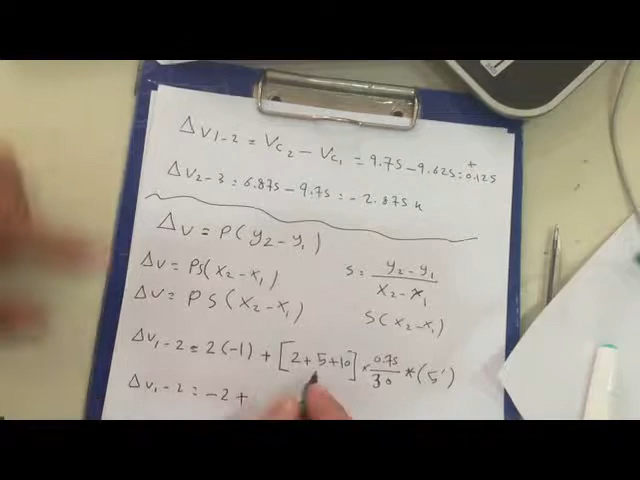 ΔV1-2 = VC2 - VC1 = 9.75 - 9.625 = +0.125
ΔV2-3 = 6.875 - 9.75 = -2.875 k
ΔV = P(y2 - y1)
ΔV = PS(x2 - x1)
S = (y2 - y1)/(x2 - x1)
ΔV = PS(x2 - x1)
S(x2 - x1)
ΔV1-2 = 2(-1) + [2+5+10] * 0.75/30 * (5')
ΔV1-2 = -2 +